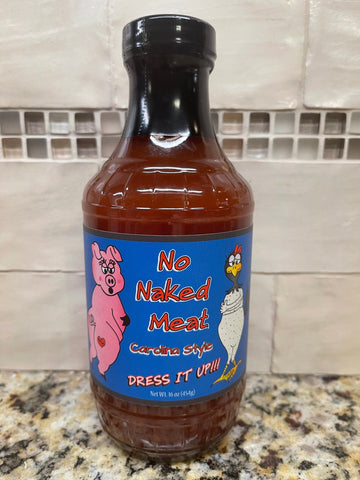 No
Naked
Meat
Carolina Style
DRESS IT UP!!!
Net Wt. 16 oz (454g)